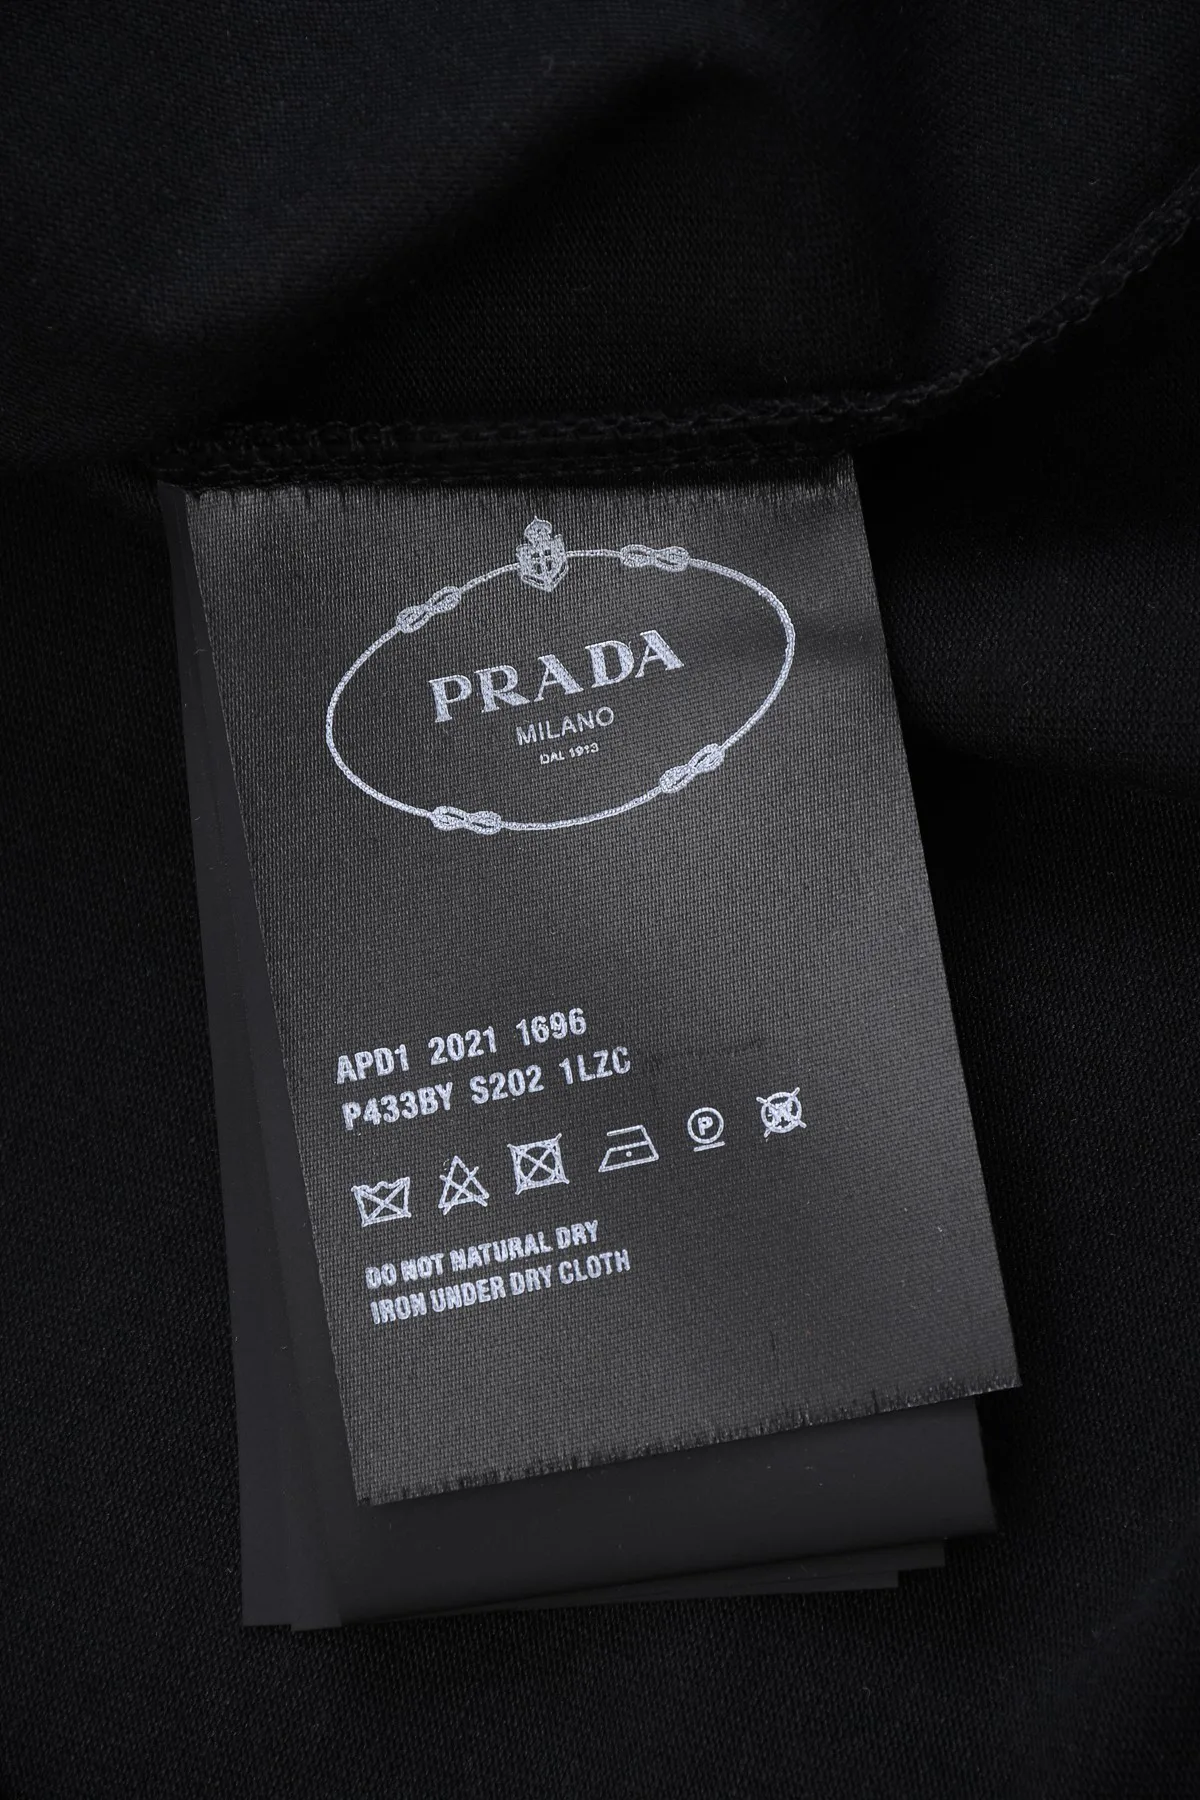 PRADA
MILANO
DAL 1913
APD1 2021 1696
P433BY S202 1LZC
P
W
DO NOT NATURAL DRY
IRON UNDER DRY CLOTH